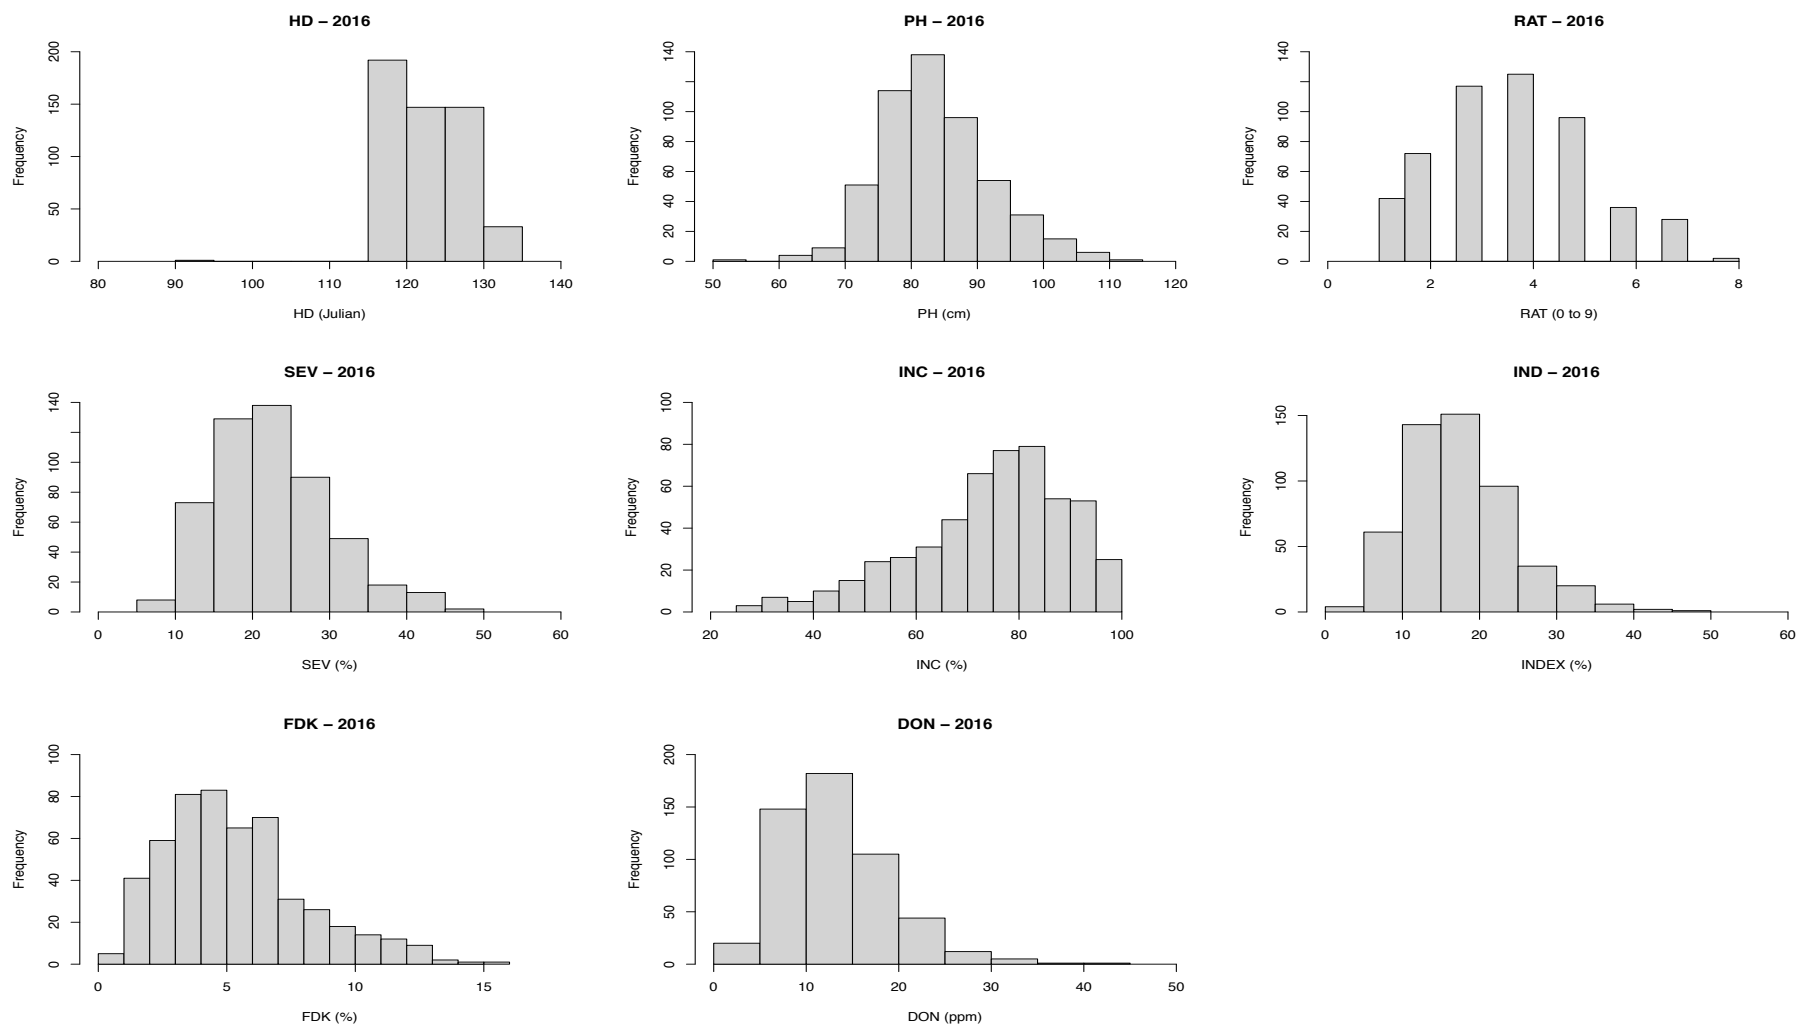 HD – 2016
Frequency
0 50 100 150 200
80 90 100 110 120 130 140
HD (Julian)
PH – 2016
Frequency
0 20 40 60 80 100 140
50 60 70 80 90 100 110 120
PH (cm)
RAT – 2016
Frequency
0 20 40 60 80 100 140
0 2 4 6 8
RAT (0 to 9)
SEV – 2016
Frequency
0 20 40 60 80 100 140
0 10 20 30 40 50 60
SEV (%)
INC – 2016
Frequency
0 20 40 60 80 100
20 40 60 80 100
INC (%)
IND – 2016
Frequency
0 50 100 150
0 10 20 30 40 50 60
INDEX (%)
FDK – 2016
Frequency
0 20 40 60 80 100
0 5 10 15
FDK (%)
DON – 2016
Frequency
0 50 100 150 200
0 10 20 30 40 50
DON (ppm)